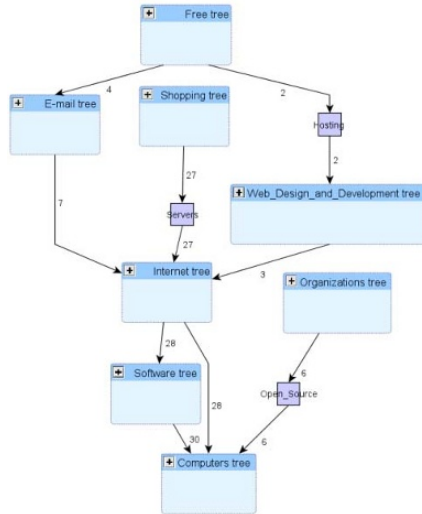 Free tree
4
2
E-mail tree
Shopping tree
Hosting
2
27
7
Web_Design_and_Development tree
Servers
27
Internet tree
3
Organizations tree
28
Software tree
28
6
Open_Source
30
6
Computers tree